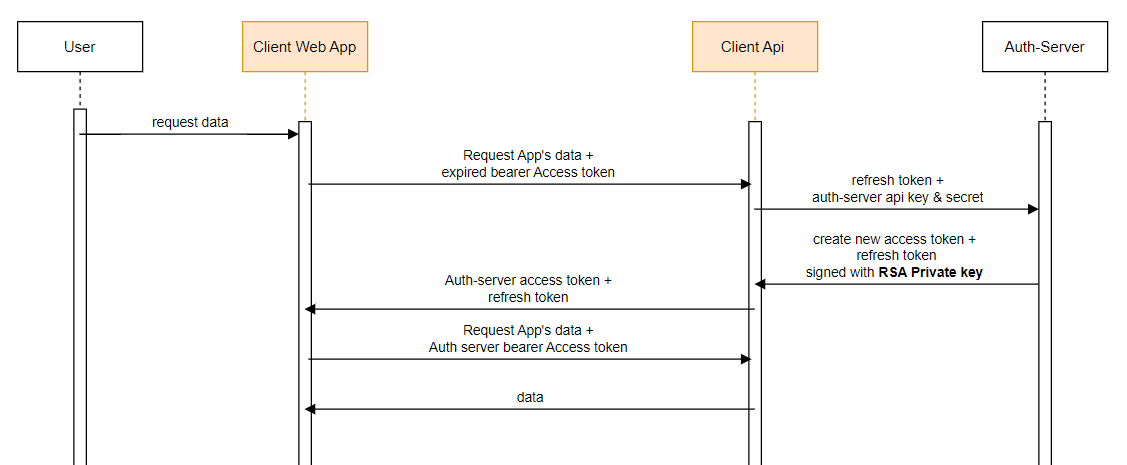 User
Client Web App
Client Api
Auth-Server
request data
Request App's data +
expired bearer Access token
refresh token +
auth-server api key & secret
create new access token +
refresh token
signed with RSA Private key
Auth-server access token +
refresh token
Request App's data +
Auth server bearer Access token
data